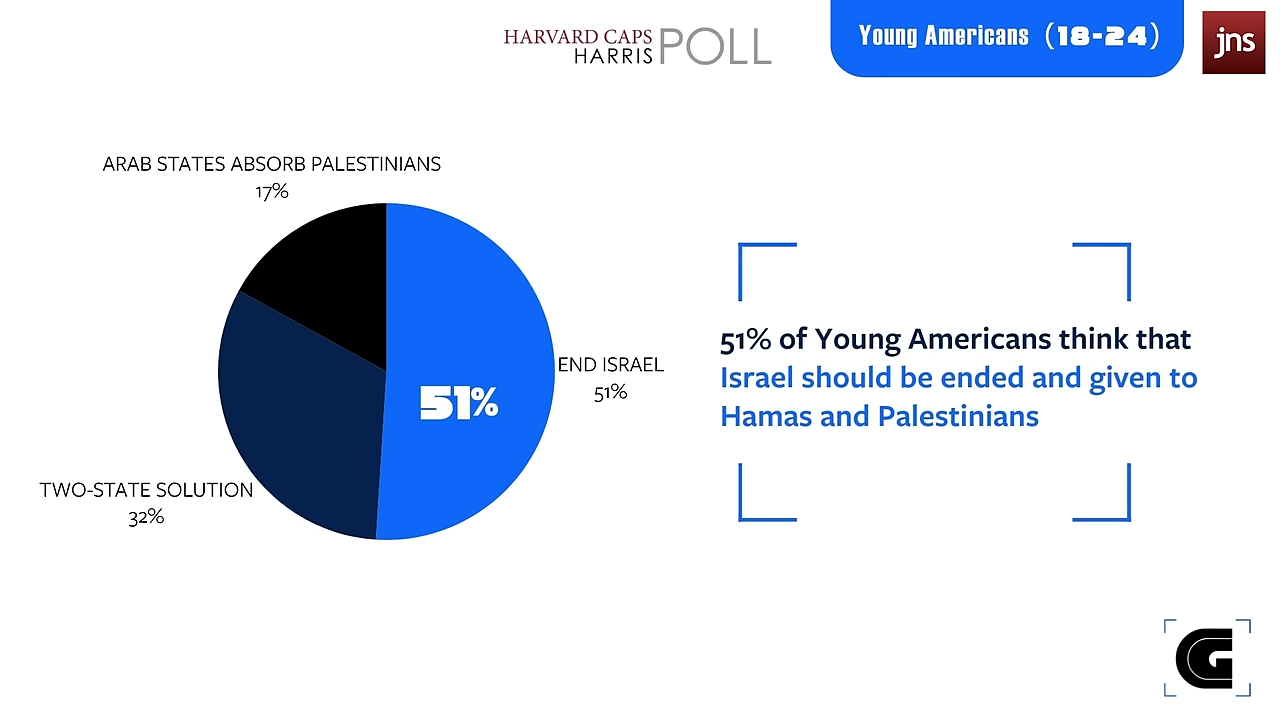 HARVARD CAPS
HARRIS
POLL
Young Americans (18-24)
jns
ARAB STATES ABSORB PALESTINIANS
17%
END ISRAEL
51%
51%
TWO-STATE SOLUTION
32%
51% of Young Americans think that
Israel should be ended and given to
Hamas and Palestinians
G